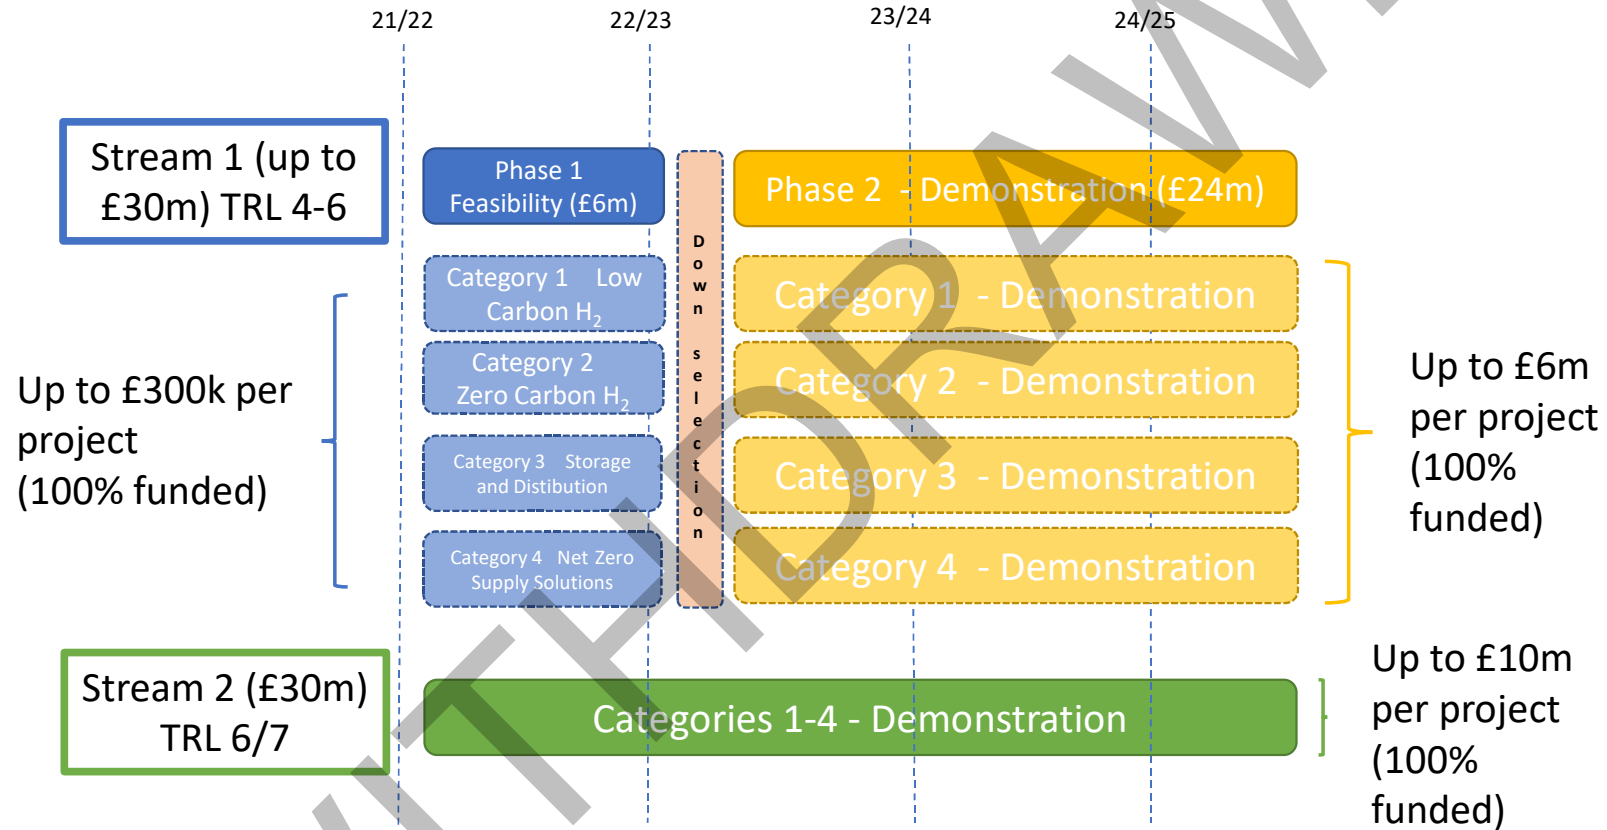 21/22 22/23 23/24 24/25
Stream 1 (up to
£30m) TRL 4-6
Phase 1
Feasibility (£6m)
Phase 2 - Demonstration (£24m)
Down selection
Category 1 Low
Carbon H₂
Category 1 - Demonstration
Category 2
Zero Carbon H₂
Category 2 - Demonstration
Category 3 Storage
and Distibution
Category 3 - Demonstration
Category 4 Net Zero
Supply Solutions
Category 4 - Demonstration
Up to £300k per
project
(100% funded)
Up to £6m
per project
(100%
funded)
Stream 2 (£30m)
TRL 6/7
Categories 1-4 - Demonstration
Up to £10m
per project
(100%
funded)
WITHDRAWN